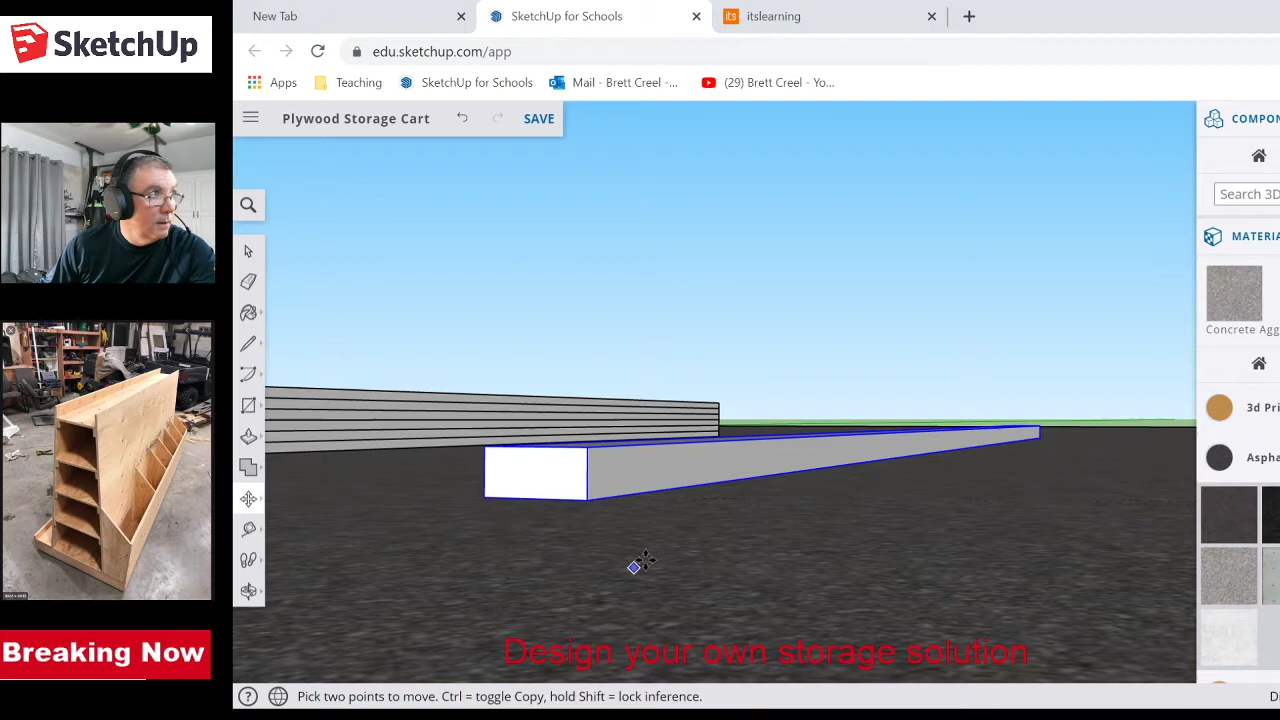 SketchUp
New Tab
SketchUp for Schools
itslearning
its
edu.sketchup.com/app
Apps
Teaching
SketchUp for Schools
Mail - Brett Creel -...
(29) Brett Creel - Yo...
Plywood Storage Cart
SAVE
COMPON
Search 3D
MATERIA
Concrete Agg
3d Pri
Aspha
Breaking Now
Design your own storage solution
Pick two points to move. Ctrl = toggle Copy, hold Shift = lock inference.
Di